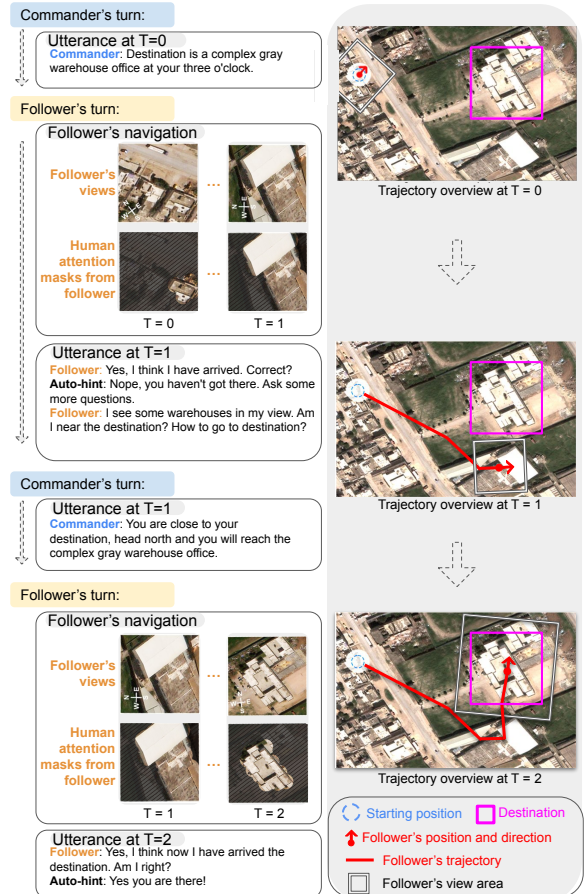 Commander's turn:
Utterance at T=0
Commander: Destination is a complex gray
warehouse office at your three o'clock.
Follower's turn:
Follower's navigation
Follower's
views
...
N
E
W
S
N
E
W
S
Human
attention
masks from
follower
...
T = 0
T = 1
Utterance at T=1
Follower: Yes, I think I have arrived. Correct?
Auto-hint: Nope, you haven't got there. Ask some
more questions.
Follower: I see some warehouses in my view. Am
I near the destination? How to go to destination?
Commander's turn:
Utterance at T=1
Commander: You are close to your
destination, head north and you will reach the
complex gray warehouse office.
Follower's turn:
Follower's navigation
Follower's
views
...
N
E
W
S
N
E
W
S
Human
attention
masks from
follower
...
T = 1
T = 2
Utterance at T=2
Follower: Yes, I think now I have arrived the
destination. Am I right?
Auto-hint: Yes you are there!
Trajectory overview at T = 0
Trajectory overview at T = 1
Trajectory overview at T = 2
Starting position
Destination
Follower's position and direction
Follower's trajectory
Follower's view area